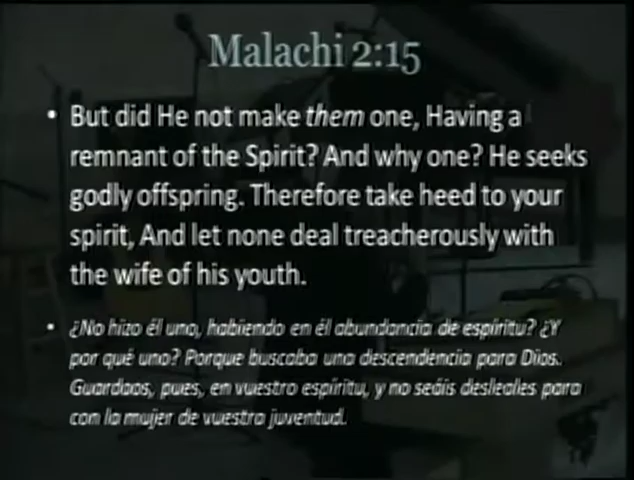 Malachi 2:15
• But did He not make them one, Having a
remnant of the Spirit? And why one? He seeks
godly offspring. Therefore take heed to your
spirit, And let none deal treacherously with
the wife of his youth.
• ¿No hizo él uno, habiendo en él abundancia de espíritu? ¿Y
por qué uno? Porque buscaba una descendencia para Dios.
Guardaos, pues, en vuestro espíritu, y no seáis desleales para
con la mujer de vuestra juventud.